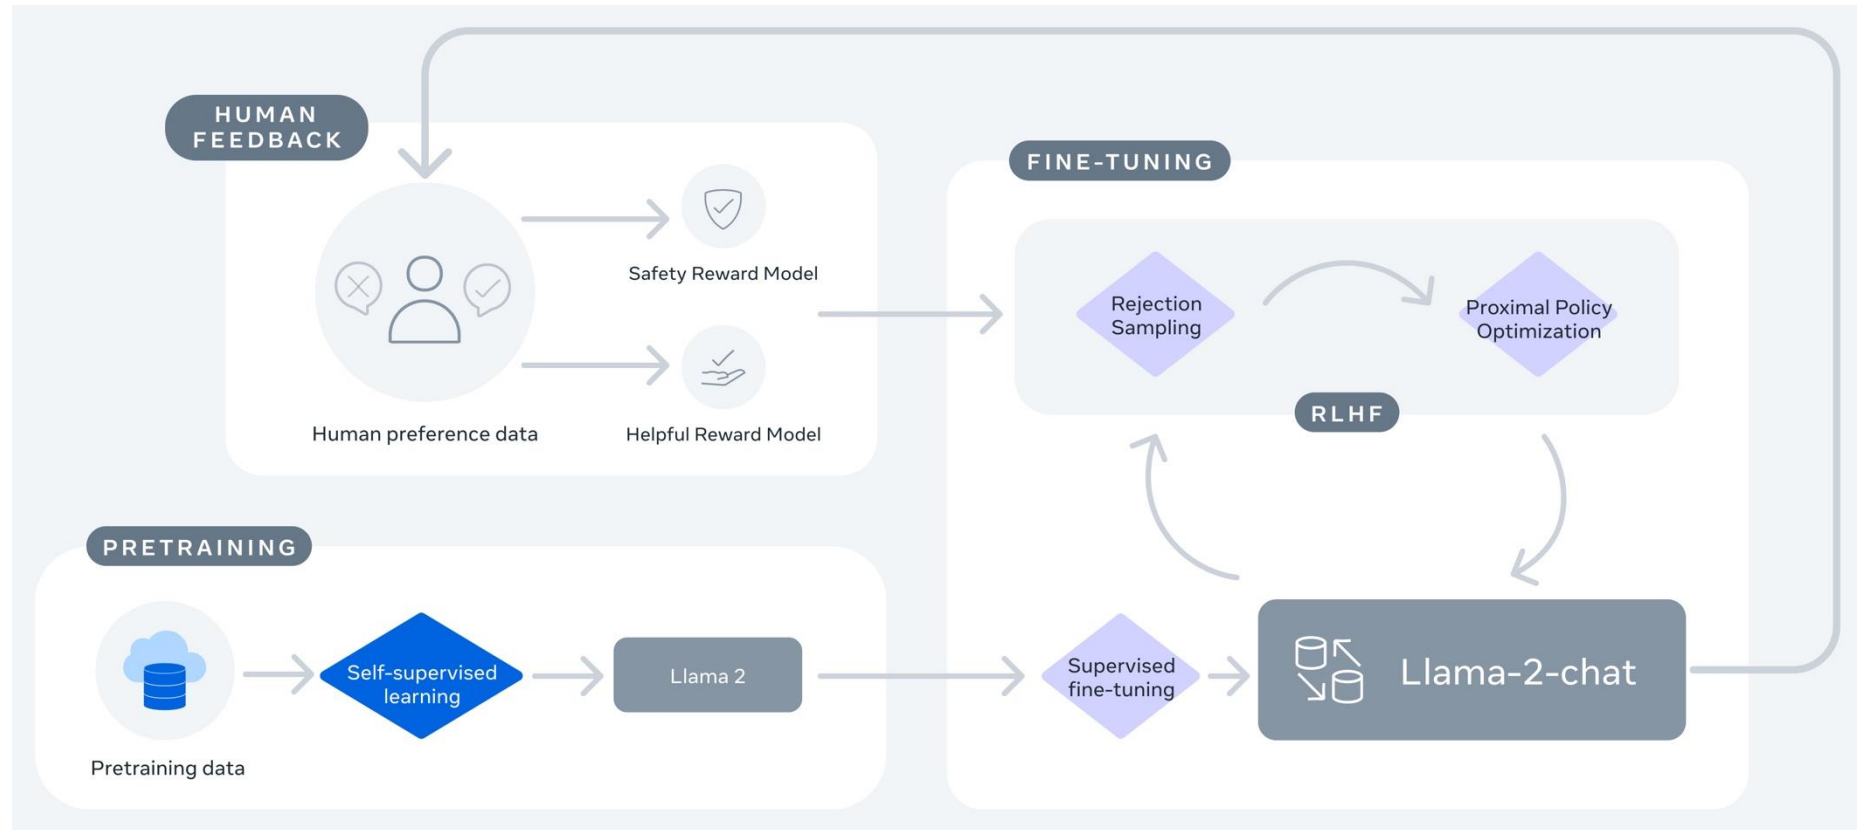 HUMAN
FEEDBACK
Safety Reward Model
Human preference data
Helpful Reward Model
FINE-TUNING
Rejection
Sampling
Proximal Policy
Optimization
RLHF
PRETRAINING
Self-supervised
learning
Llama 2
Pretraining data
Supervised
fine-tuning
Llama-2-chat